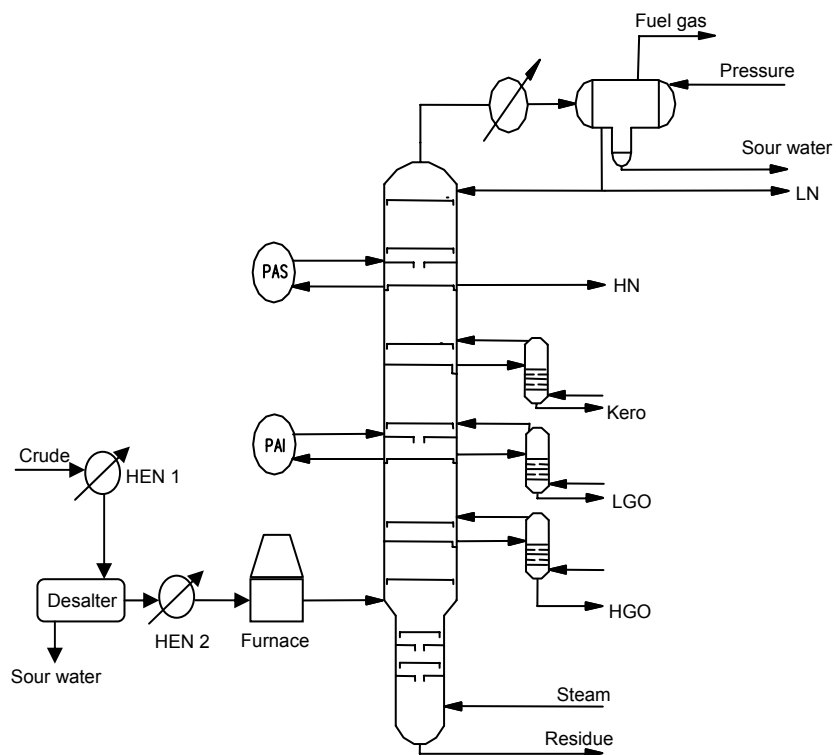 Fuel gas
Pressure
Sour water
LN
PAS
HN
Kero
PAI
Crude
HEN 1
LGO
Desalter
HEN 2
Furnace
HGO
Sour water
Steam
Residue